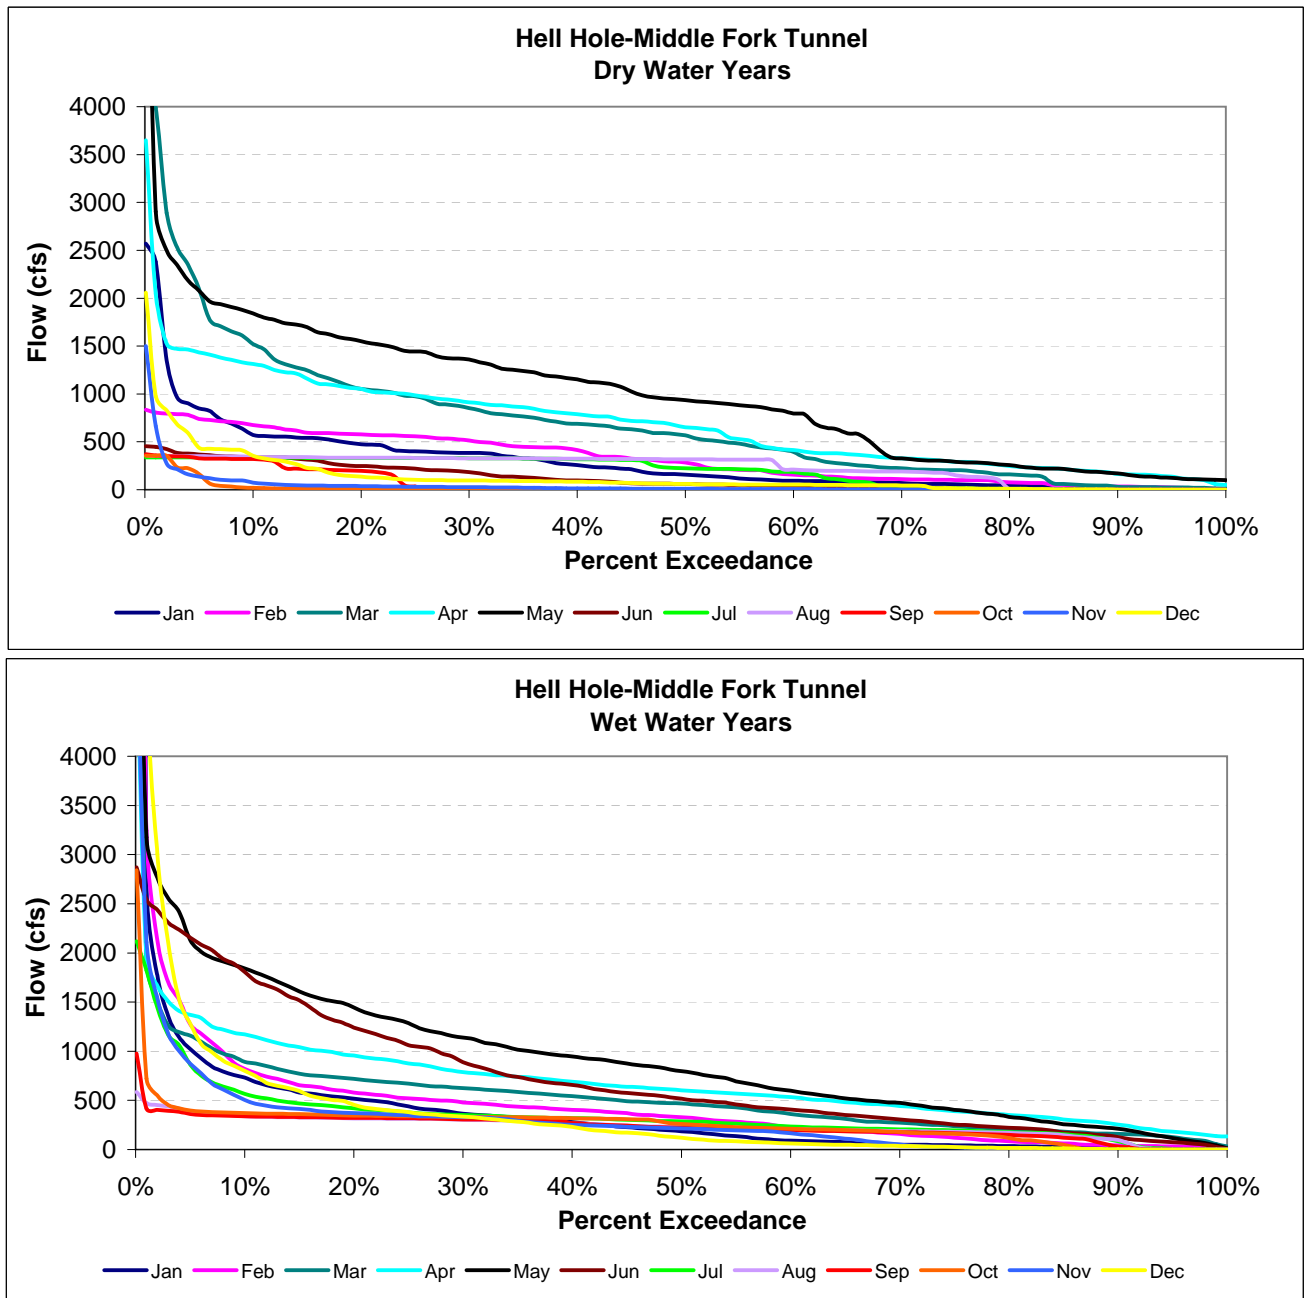 Hell Hole-Middle Fork Tunnel
Dry Water Years
4000
3500
3000
2500
2000
1500
1000
500
0
Flow (cfs)
0% 10% 20% 30% 40% 50% 60% 70% 80% 90% 100%
Percent Exceedance
Jan Feb Mar Apr May Jun Jul Aug Sep Oct Nov Dec
Hell Hole-Middle Fork Tunnel
Wet Water Years
4000
3500
3000
2500
2000
1500
1000
500
0
Flow (cfs)
0% 10% 20% 30% 40% 50% 60% 70% 80% 90% 100%
Percent Exceedance
Jan Feb Mar Apr May Jun Jul Aug Sep Oct Nov Dec